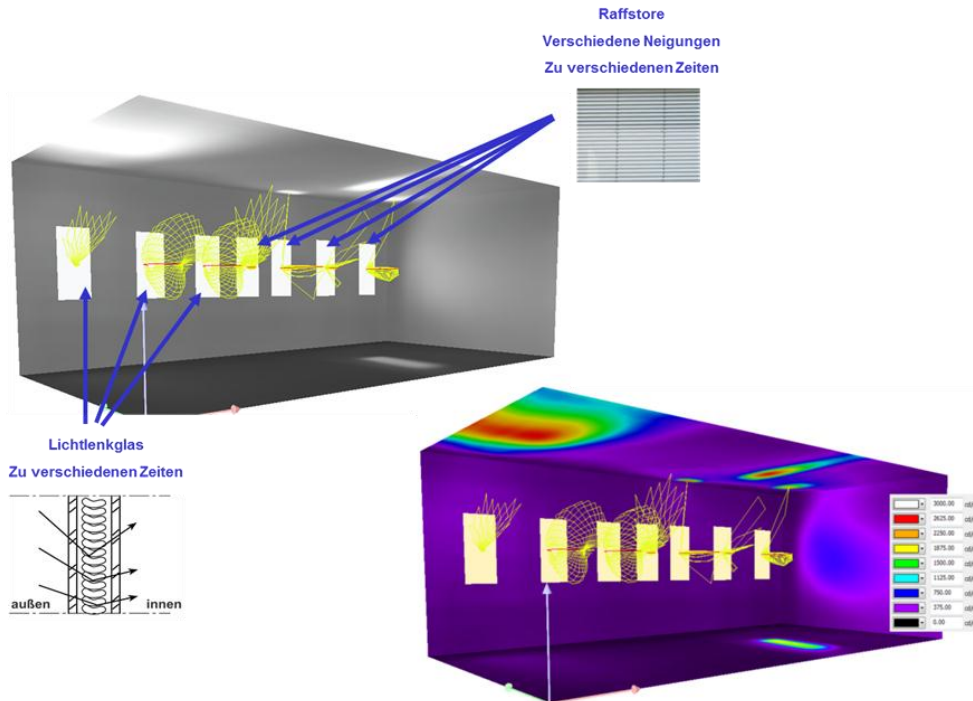 Raffstore
Verschiedene Neigungen
Zu verschiedenen Zeiten
Lichtlenkglas
Zu verschiedenen Zeiten
außen
innen
3000.00
2625.00
2250.00
1875.00
1500.00
1125.00
750.00
375.00
0.00